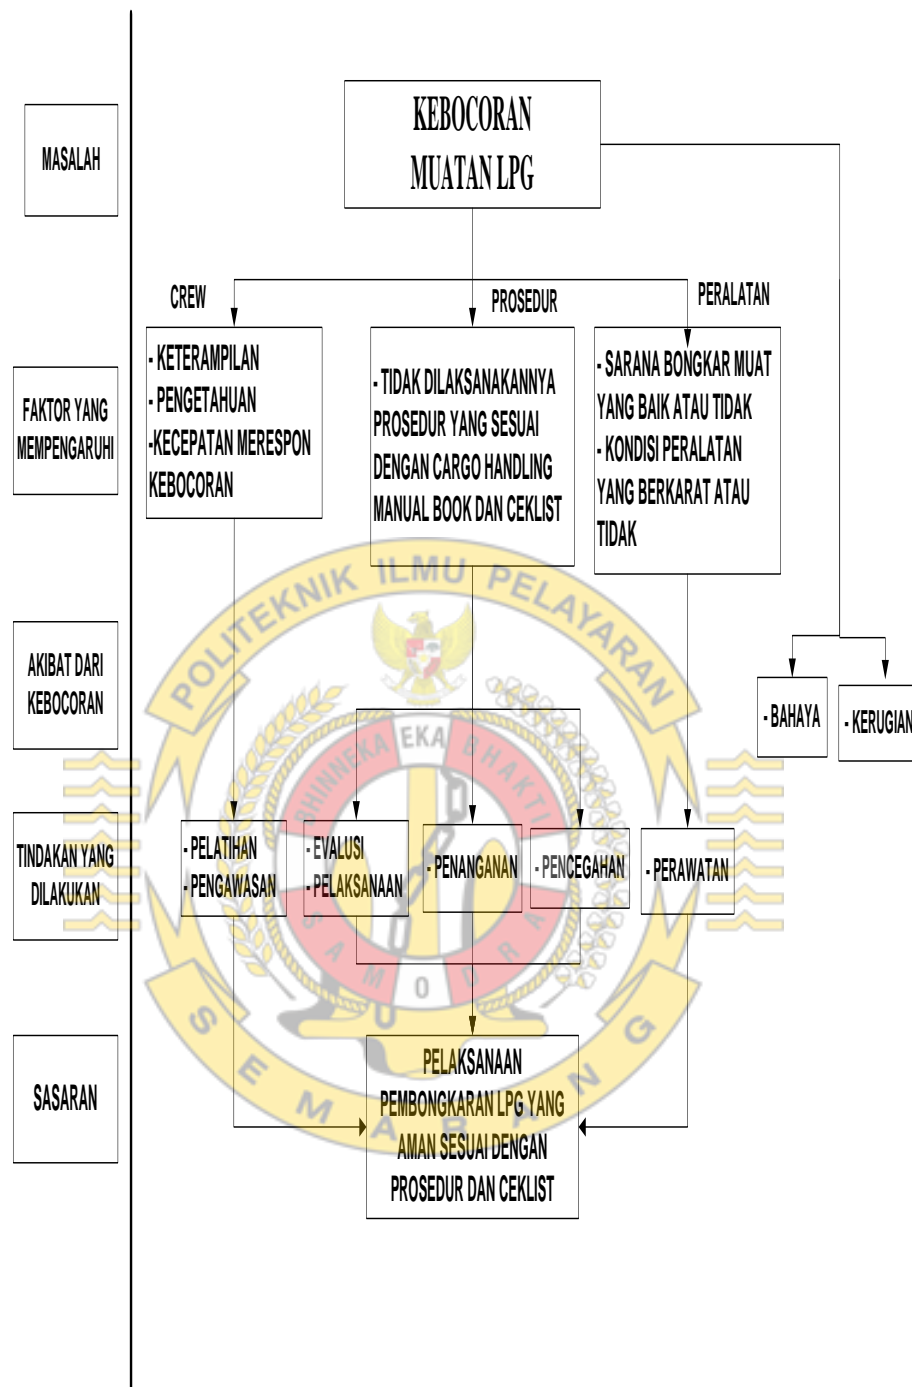 MASALAH
KEBOCORAN
MUATAN LPG
CREW
PROSEDUR
PERALATAN
FAKTOR YANG
MEMPENGARUHI
- KETERAMPILAN
- PENGETAHUAN
-KECEPATAN MERESPON
KEBOCORAN
- TIDAK DILAKSANAKANNYA
PROSEDUR YANG SESUAI
DENGAN CARGO HANDLING
MANUAL BOOK DAN CEKLIST
- SARANA BONGKAR MUAT
YANG BAIK ATAU TIDAK
- KONDISI PERALATAN
YANG BERKARAT ATAU
TIDAK
AKIBAT DARI
KEBOCORAN
- BAHAYA
- KERUGIAN
TINDAKAN YANG
DILAKUKAN
- PELATIHAN
- PENGAWASAN
- EVALUSI
- PELAKSANAAN
- PENANGANAN
- PENCEGAHAN
- PERAWATAN
SASARAN
PELAKSANAAN
PEMBONGKARAN LPG YANG
AMAN SESUAI DENGAN
PROSEDUR DAN CEKLIST
POLITEKNIK ILMU PELAYARAN
BHINNEKA EKA BHAKTI
SAMODRA
SEMARANG